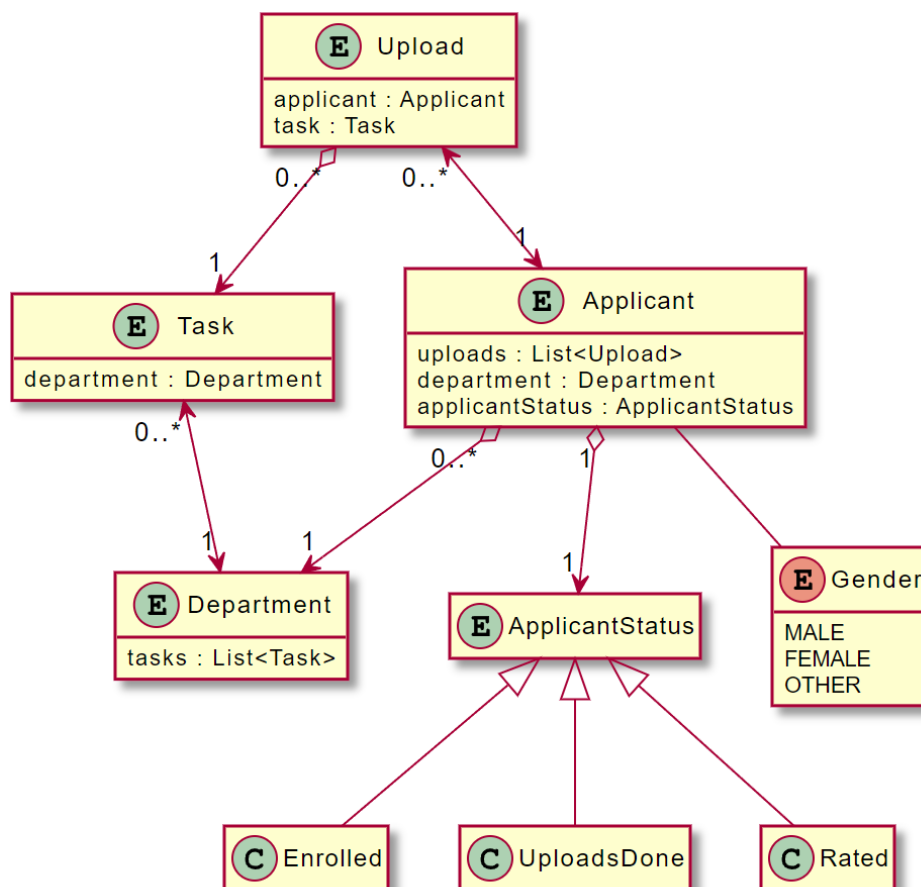 E Upload
applicant : Applicant
task : Task
0..* 0..*
1
1
E Task
department : Department
E Applicant
uploads : List<Upload>
department : Department
applicantStatus : ApplicantStatus
0..*
0..* 1
1 1
1
E Department
tasks : List<Task>
E ApplicantStatus
E Gender
MALE
FEMALE
OTHER
C Enrolled
C UploadsDone
C Rated